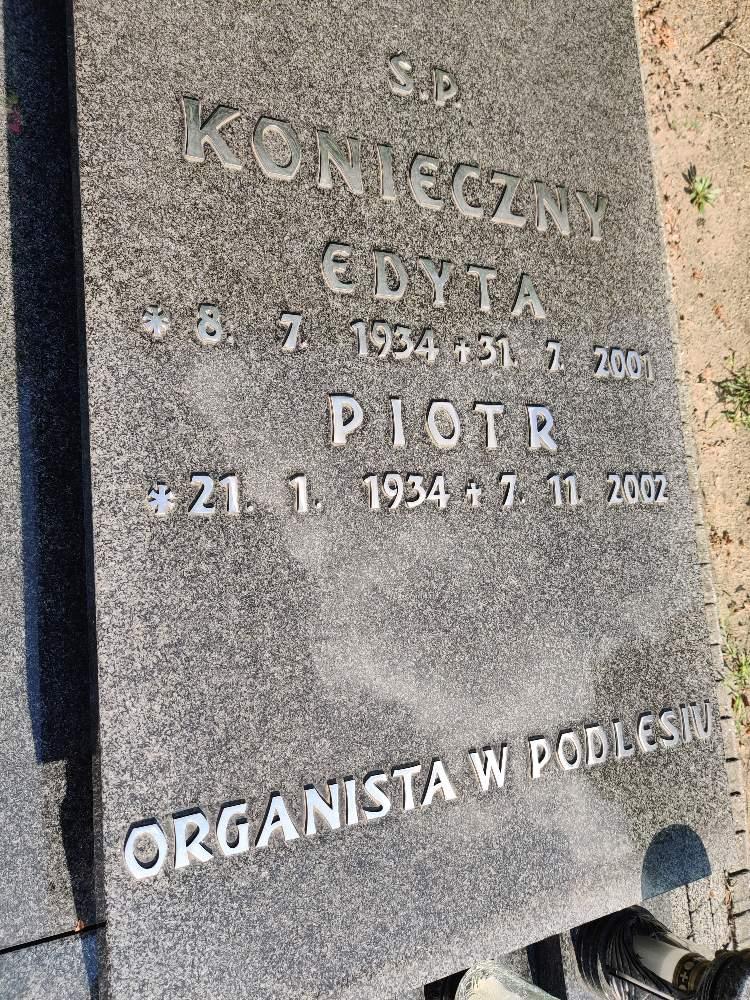 S.P.
KONIECZNY
EDYTA
* 8. 7. 1934 + 31. 7. 2001
PIOTR
* 21. 1. 1934 + 7. 11. 2002
ORGANISTA W PODLESIU